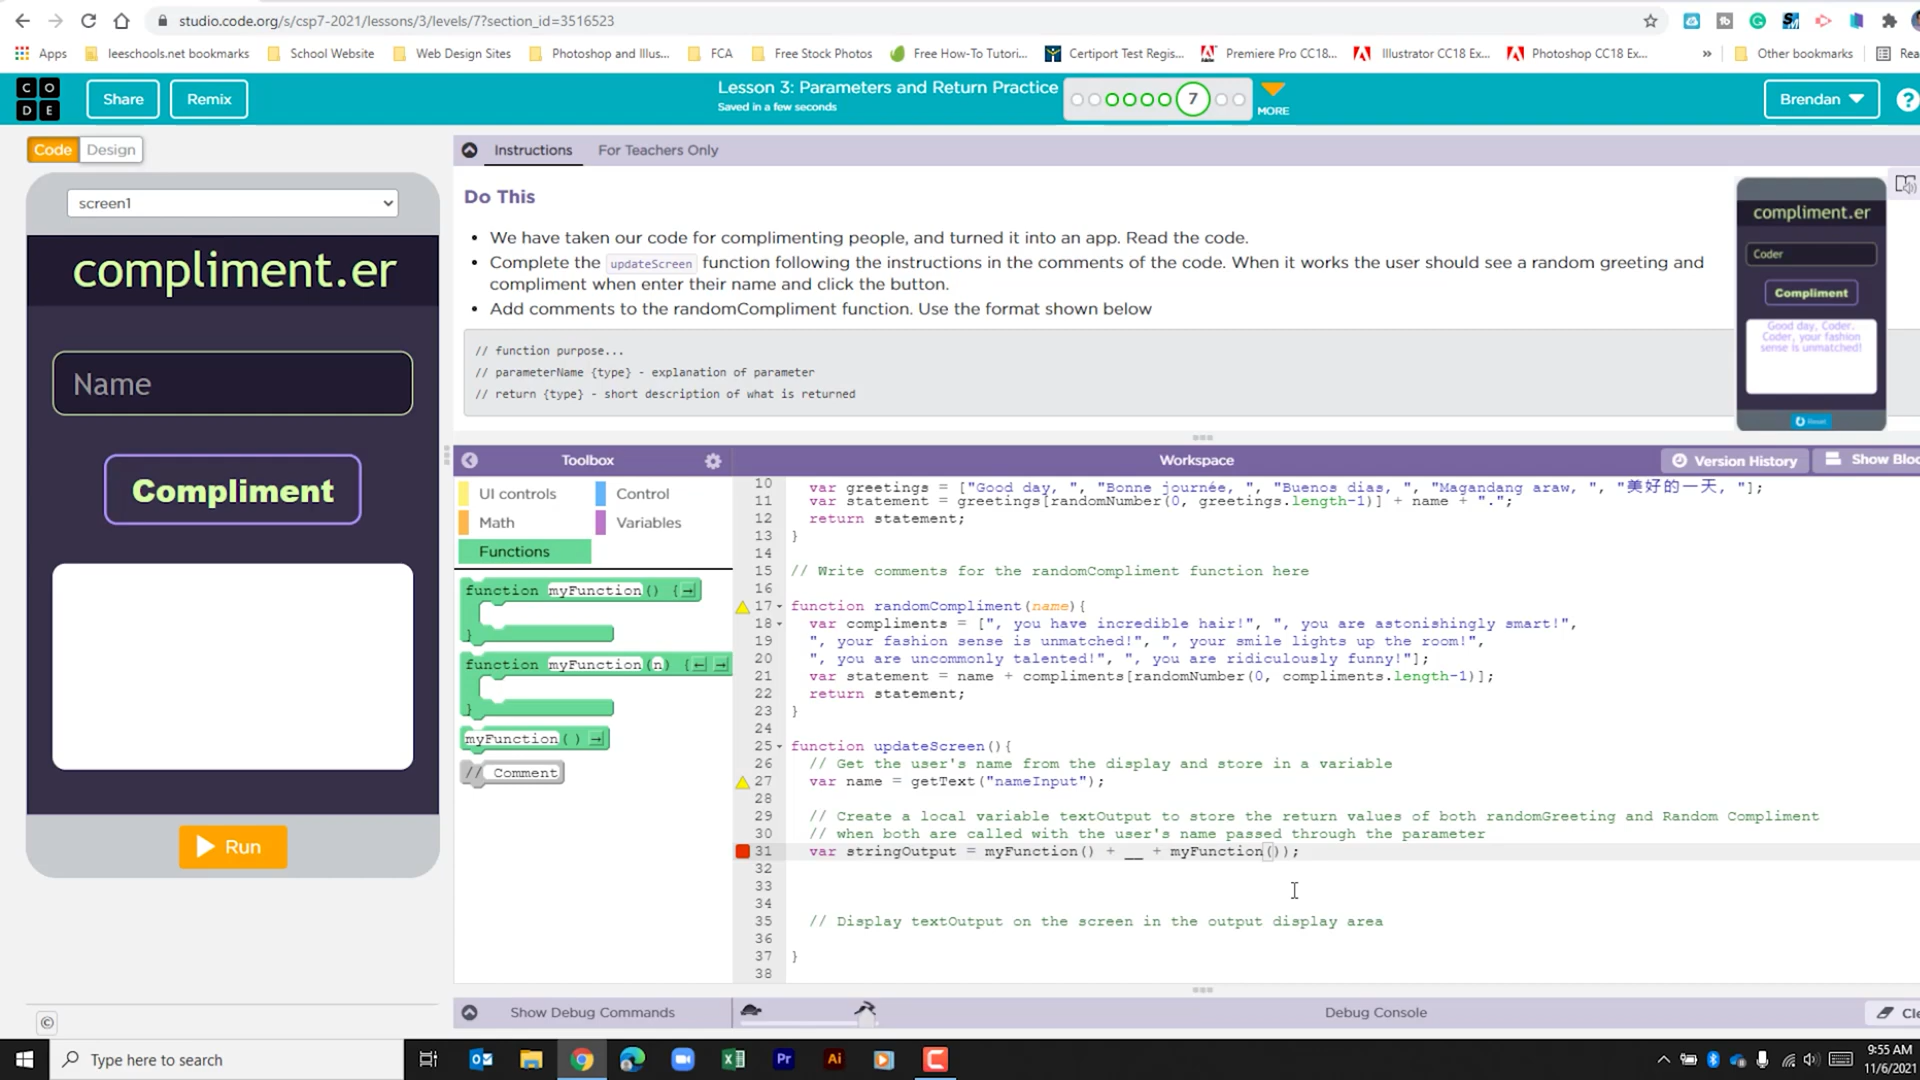 studio.code.org/s/csp7-2021/lessons/3/levels/7?section_id=3516523
Apps
leeschools.net bookmarks
School Website
Web Design Sites
Photoshop and Illus...
FCA
Free Stock Photos
Free How-To Tutori...
Certiport Test Regis...
Premiere Pro CC18...
Illustrator CC18 Ex...
Photoshop CC18 Ex...
»
Other bookmarks
Rea
C O
D E
Share
Remix
Lesson 3: Parameters and Return Practice
Saved in a few seconds
7
MORE
Brendan
?
Code
Design
Instructions
For Teachers Only
screen1
compliment.er
Name
Compliment
Run
©
Do This
• We have taken our code for complimenting people, and turned it into an app. Read the code.
• Complete the updateScreen function following the instructions in the comments of the code. When it works the user should see a random greeting and
compliment when enter their name and click the button.
• Add comments to the randomCompliment function. Use the format shown below
// function purpose...
// parameterName {type} - explanation of parameter
// return {type} - short description of what is returned
compliment.er
Coder
Compliment
Good day, Coder.
Coder, your fashion
sense is unmatched!
Reset
Toolbox
Workspace
Version History
Show Bloc
UI controls
Control
Math
Variables
Functions
function myFunction() {
}
function myFunction(n) {
}
myFunction()
// Comment
10 var greetings = ["Good day, ", "Bonne journée, ", "Buenos dias, ", "Magandang araw, ", "美好的一天, "];
11 var statement = greetings[randomNumber(0, greetings.length-1)] + name + ".";
12 return statement;
13 }
14
15 // Write comments for the randomCompliment function here
16
17 function randomCompliment(name){
18 var compliments = [", you have incredible hair!", ", you are astonishingly smart!",
19 ", your fashion sense is unmatched!", ", your smile lights up the room!",
20 ", you are uncommonly talented!", ", you are ridiculously funny!"];
21 var statement = name + compliments[randomNumber(0, compliments.length-1)];
22 return statement;
23 }
24
25 function updateScreen(){
26 // Get the user's name from the display and store in a variable
27 var name = getText("nameInput");
28
29 // Create a local variable textOutput to store the return values of both randomGreeting and Random Compliment
30 // when both are called with the user's name passed through the parameter
31 var stringOutput = myFunction() + __ + myFunction());
32
33
34
35 // Display textOutput on the screen in the output display area
36
37 }
38
Show Debug Commands
Debug Console
Cle
Type here to search
Pr
Ai
9:55 AM
11/6/2021